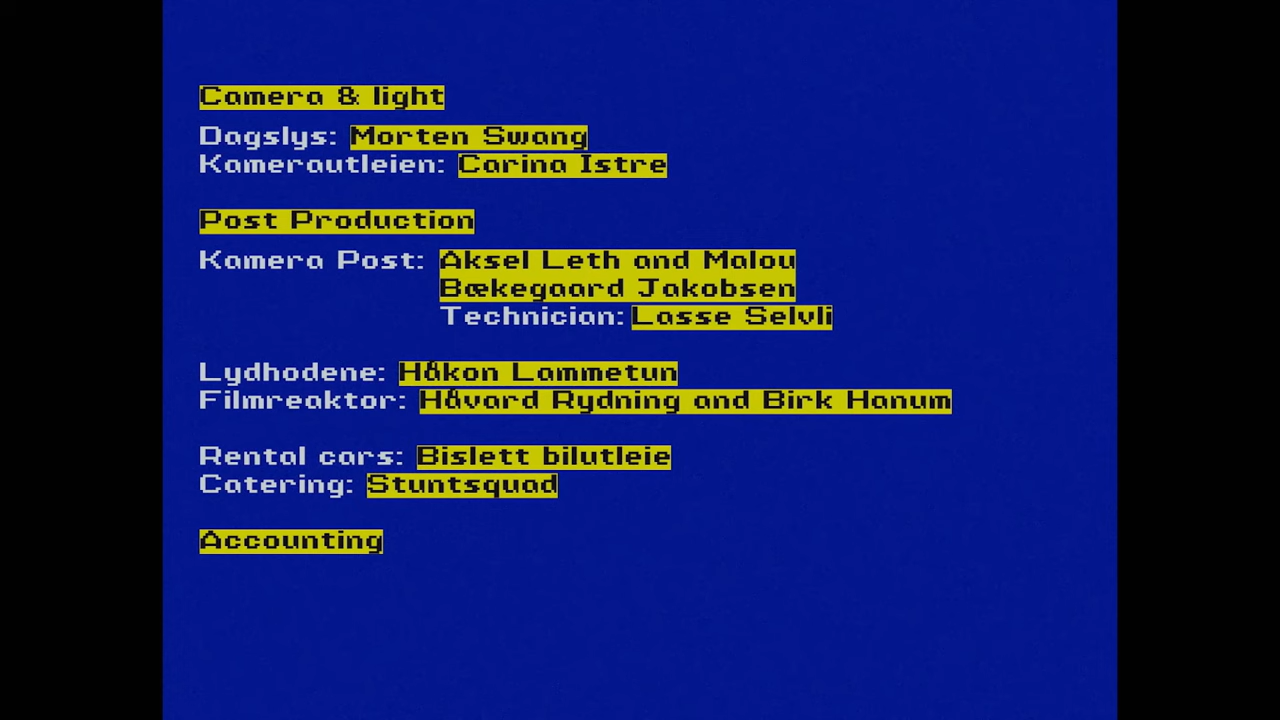 Camera & light
Dagslys: Morten Swang
Kamerautleien: Carina Istre
Post Production
Kamera Post: Aksel Leth and Malou
Bækegaard Jakobsen
Technician: Lasse Selvli
Lydhodene: Håkon Lammetun
Filmreaktor: Håvard Rydning and Birk Hanum
Rental cars: Bislett bilutleie
Catering: Stuntsquad
Accounting